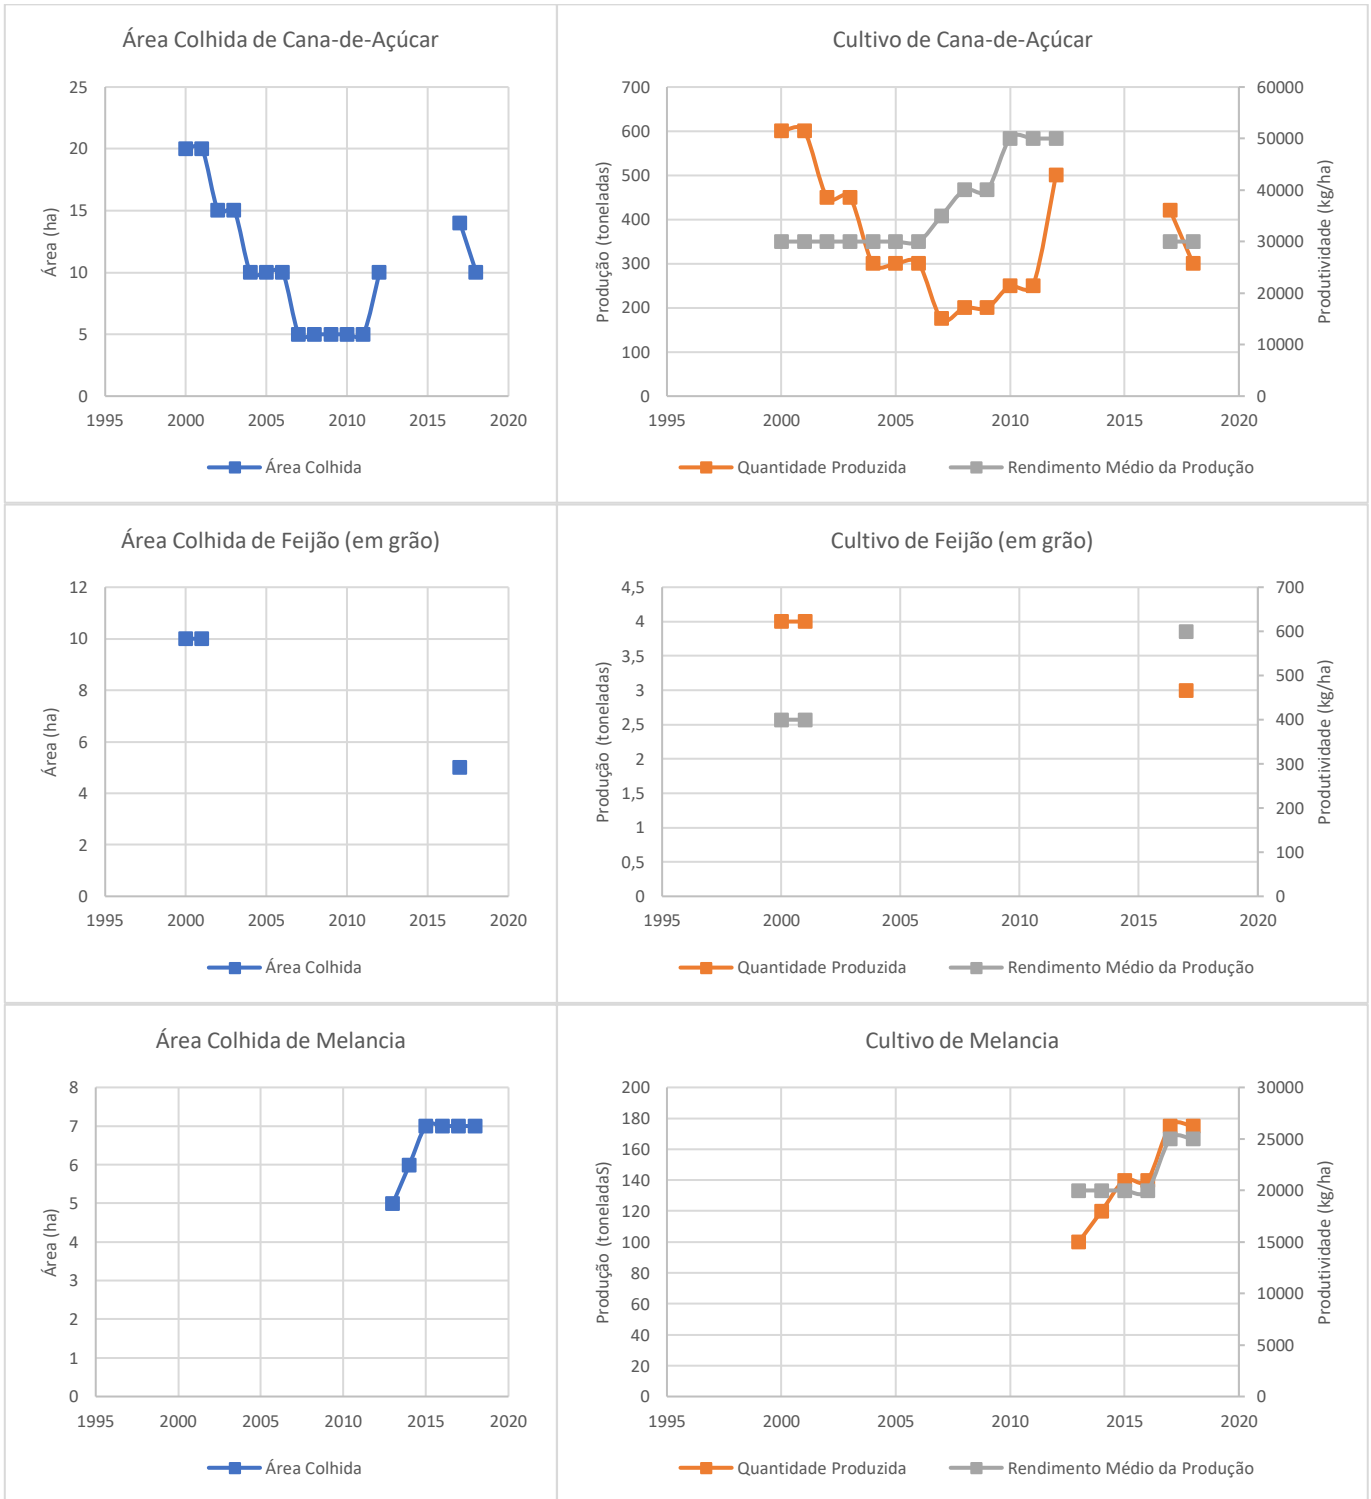 Área Colhida de Cana-de-Açúcar
25
20
15
10
5
0
Área (ha)
1995 2000 2005 2010 2015 2020
Área Colhida
Cultivo de Cana-de-Açúcar
700
600
500
400
300
200
100
0
Produção (toneladas)
60000
50000
40000
30000
20000
10000
0
Produtividade (kg/ha)
1995 2000 2005 2010 2015 2020
Quantidade Produzida Rendimento Médio da Produção
Área Colhida de Feijão (em grão)
12
10
8
6
4
2
0
Área (ha)
1995 2000 2005 2010 2015 2020
Área Colhida
Cultivo de Feijão (em grão)
4,5
4
3,5
3
2,5
2
1,5
1
0,5
0
Produção (toneladas)
700
600
500
400
300
200
100
0
Produtividade (kg/ha)
1995 2000 2005 2010 2015 2020
Quantidade Produzida Rendimento Médio da Produção
Área Colhida de Melancia
8
7
6
5
4
3
2
1
0
Área (ha)
1995 2000 2005 2010 2015 2020
Área Colhida
Cultivo de Melancia
200
180
160
140
120
100
80
60
40
20
0
Produção (toneladaS)
30000
25000
20000
15000
10000
5000
0
Produtividade (kg/ha)
1995 2000 2005 2010 2015 2020
Quantidade Produzida Rendimento Médio da Produção